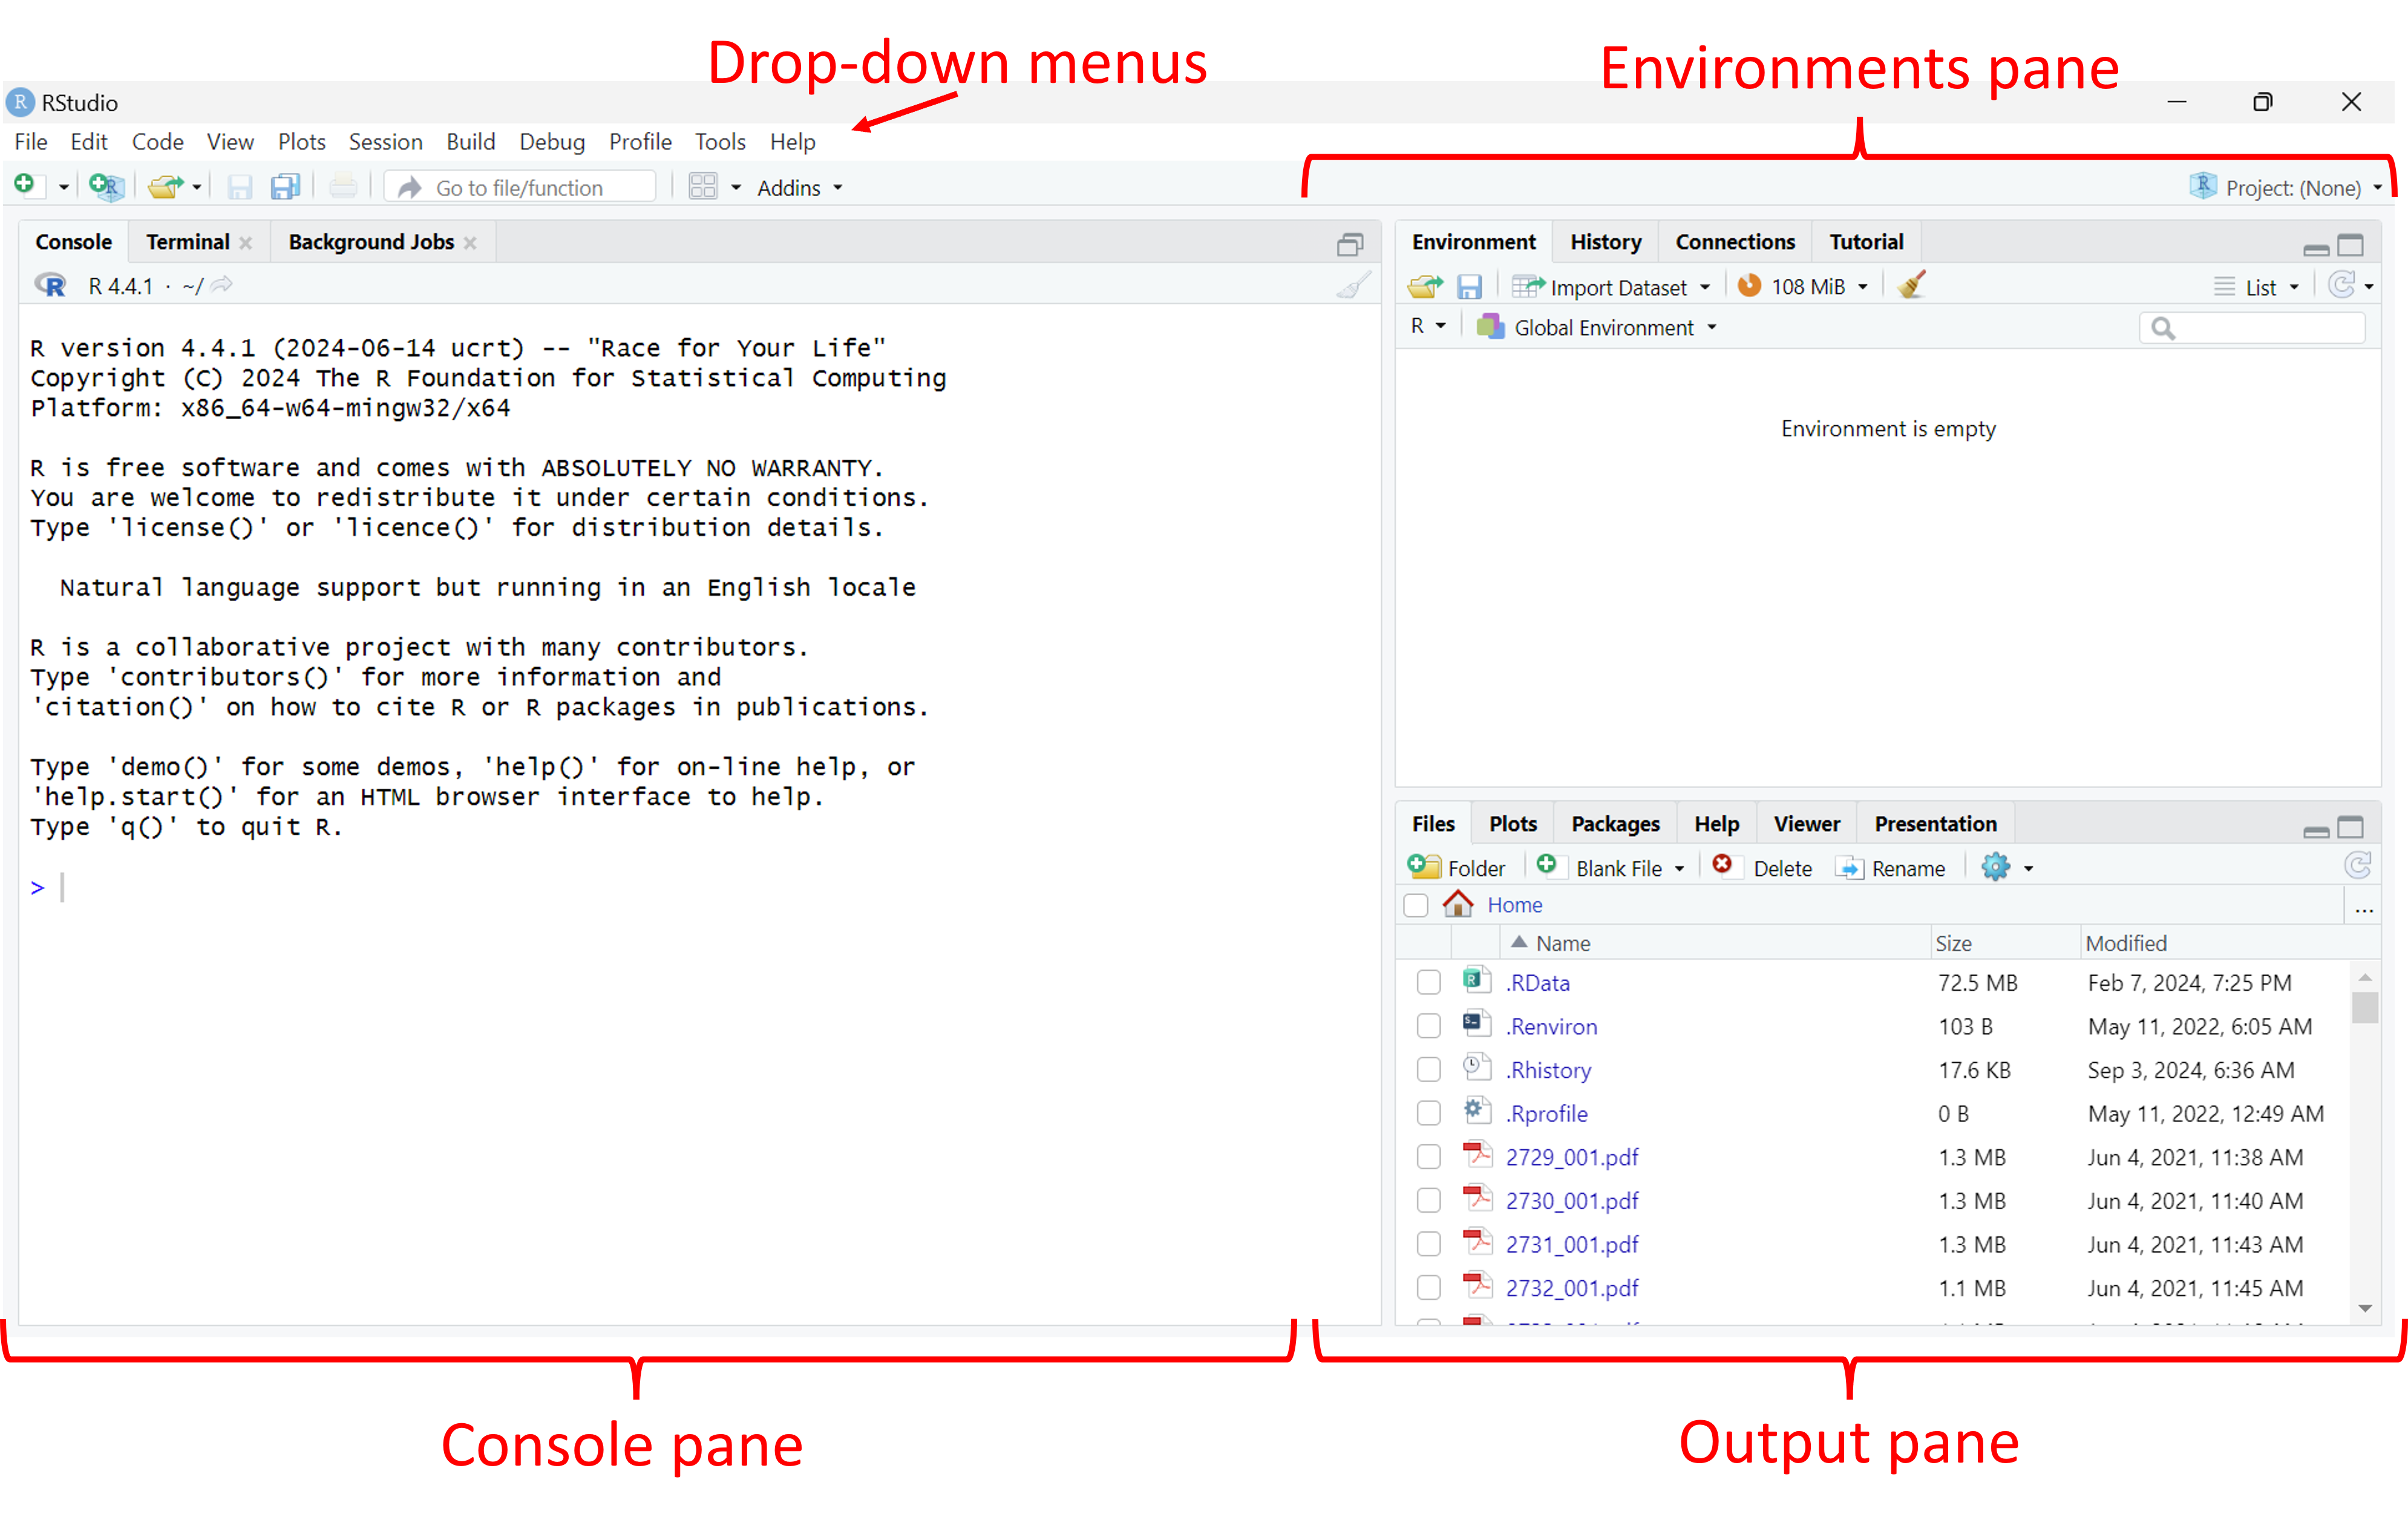 Drop-down menus
Environments pane
RStudio
File Edit Code View Plots Session Build Debug Profile Tools Help
Go to file/function Addins Project: (None)
Console Terminal Background Jobs
R 4.4.1 · ~/
R version 4.4.1 (2024-06-14 ucrt) -- "Race for Your Life"
Copyright (C) 2024 The R Foundation for Statistical Computing
Platform: x86_64-w64-mingw32/x64
R is free software and comes with ABSOLUTELY NO WARRANTY.
You are welcome to redistribute it under certain conditions.
Type 'license()' or 'licence()' for distribution details.
Natural language support but running in an English locale
R is a collaborative project with many contributors.
Type 'contributors()' for more information and
'citation()' on how to cite R or R packages in publications.
Type 'demo()' for some demos, 'help()' for on-line help, or
'help.start()' for an HTML browser interface to help.
Type 'q()' to quit R.
>
Environment History Connections Tutorial
Import Dataset 108 MiB List
R Global Environment
Environment is empty
Files Plots Packages Help Viewer Presentation
Folder Blank File Delete Rename
Home ...
Name Size Modified
.RData 72.5 MB Feb 7, 2024, 7:25 PM
.Renviron 103 B May 11, 2022, 6:05 AM
.Rhistory 17.6 KB Sep 3, 2024, 6:36 AM
.Rprofile 0 B May 11, 2022, 12:49 AM
2729_001.pdf 1.3 MB Jun 4, 2021, 11:38 AM
2730_001.pdf 1.3 MB Jun 4, 2021, 11:40 AM
2731_001.pdf 1.3 MB Jun 4, 2021, 11:43 AM
2732_001.pdf 1.1 MB Jun 4, 2021, 11:45 AM
Console pane
Output pane